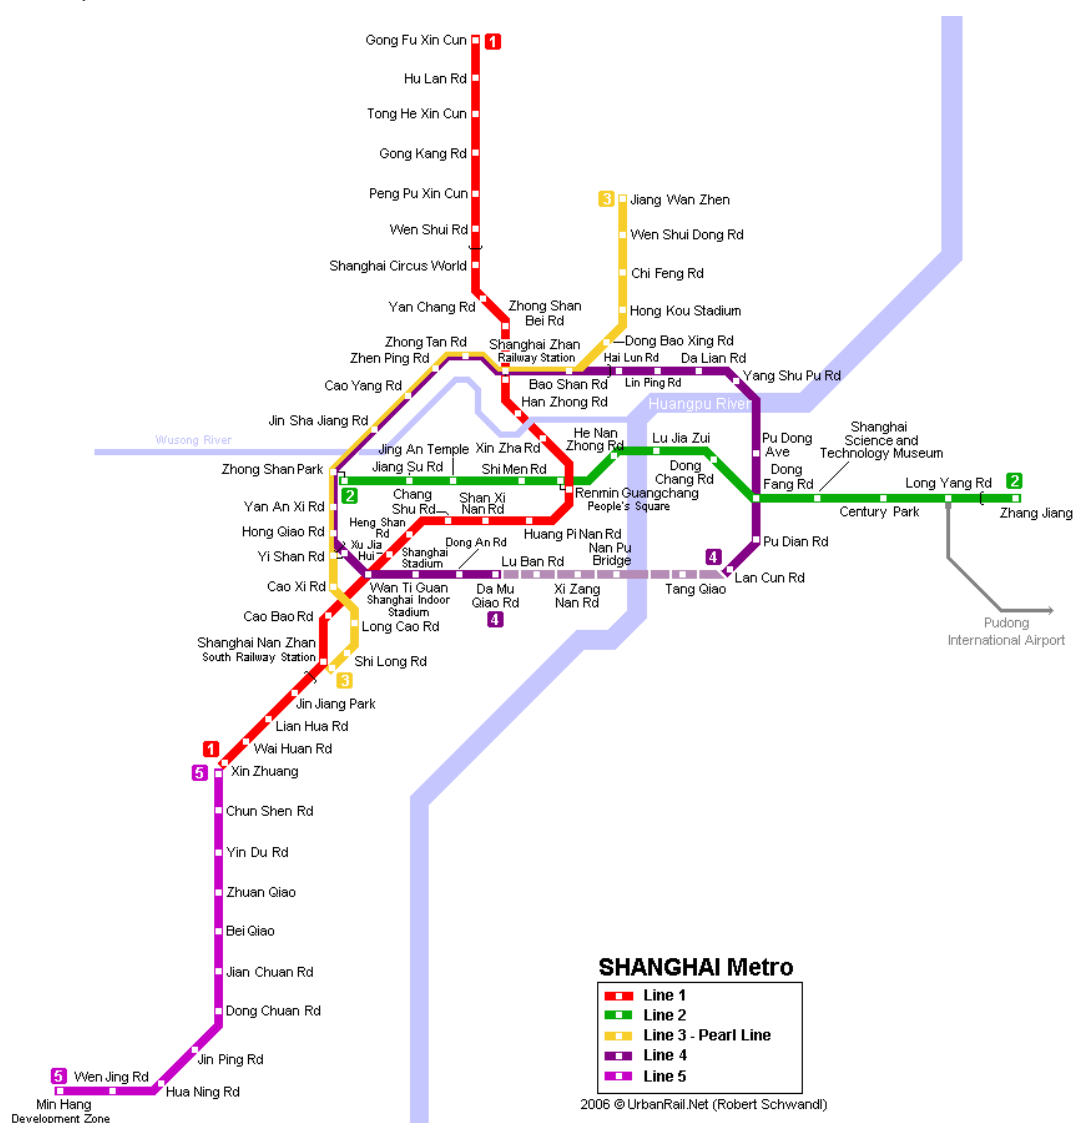 Gong Fu Xin Cun
1
Hu Lan Rd
Tong He Xin Cun
Gong Kang Rd
Peng Pu Xin Cun
3
Jiang Wan Zhen
Wen Shui Rd
Wen Shui Dong Rd
Shanghai Circus World
Chi Feng Rd
Yan Chang Rd
Zhong Shan
Bei Rd
Hong Kou Stadium
Zhong Tan Rd
Shanghai Zhan
Railway Station
Dong Bao Xing Rd
Zhen Ping Rd
Hai Lun Rd
Da Lian Rd
Cao Yang Rd
Bao Shan Rd
Lin Ping Rd
Yang Shu Pu Rd
Han Zhong Rd
Huangpu River
Jin Sha Jiang Rd
Wusong River
Jing An Temple
Xin Zha Rd
He Nan
Zhong Rd
Lu Jia Zui
Pu Dong
Ave
Shanghai
Science and
Technology Museum
Zhong Shan Park
Jiang Su Rd
Shi Men Rd
Dong
Chang Rd
Dong
Fang Rd
Long Yang Rd
2
2
Yan An Xi Rd
Chang
Shu Rd
Shan Xi
Nan Rd
Renmin Guangchang
People's Square
Century Park
Zhang Jiang
Hong Qiao Rd
Heng Shan
Rd
Huang Pi Nan Rd
Yi Shan Rd
Xu Jia
Hui
Shanghai
Stadium
Dong An Rd
Lu Ban Rd
Nan Pu
Bridge
4
Pu Dian Rd
Cao Xi Rd
Wan Ti Guan
Shanghai Indoor
Stadium
Da Mu
Qiao Rd
4
Xi Zang
Nan Rd
Tang Qiao
Lan Cun Rd
Cao Bao Rd
Long Cao Rd
Pudong
International Airport
Shanghai Nan Zhan
South Railway Station
Shi Long Rd
3
Jin Jiang Park
Lian Hua Rd
1
Wai Huan Rd
5
Xin Zhuang
Chun Shen Rd
Yin Du Rd
Zhuan Qiao
Bei Qiao
Jian Chuan Rd
Dong Chuan Rd
Jin Ping Rd
5
Wen Jing Rd
Hua Ning Rd
Min Hang
Development Zone
SHANGHAI Metro
Line 1
Line 2
Line 3 - Pearl Line
Line 4
Line 5
2006 © UrbanRail.Net (Robert Schwandl)